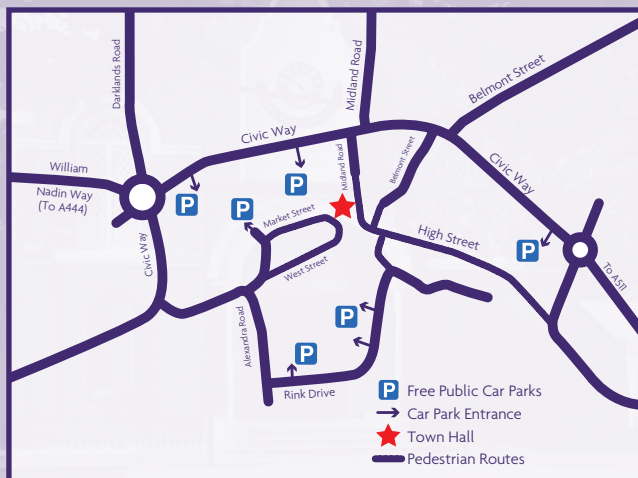 Darklands Road
Midland Road
Belmont Street
Civic Way
William
Nadin Way
(To A444)
P
P
P
Midland Road
Belmont Street
Civic Way
Market Street
High Street
P
Civic Way
West Street
To A511
Alexandra Road
P
P
Rink Drive
P Free Public Car Parks
Car Park Entrance
Town Hall
Pedestrian Routes